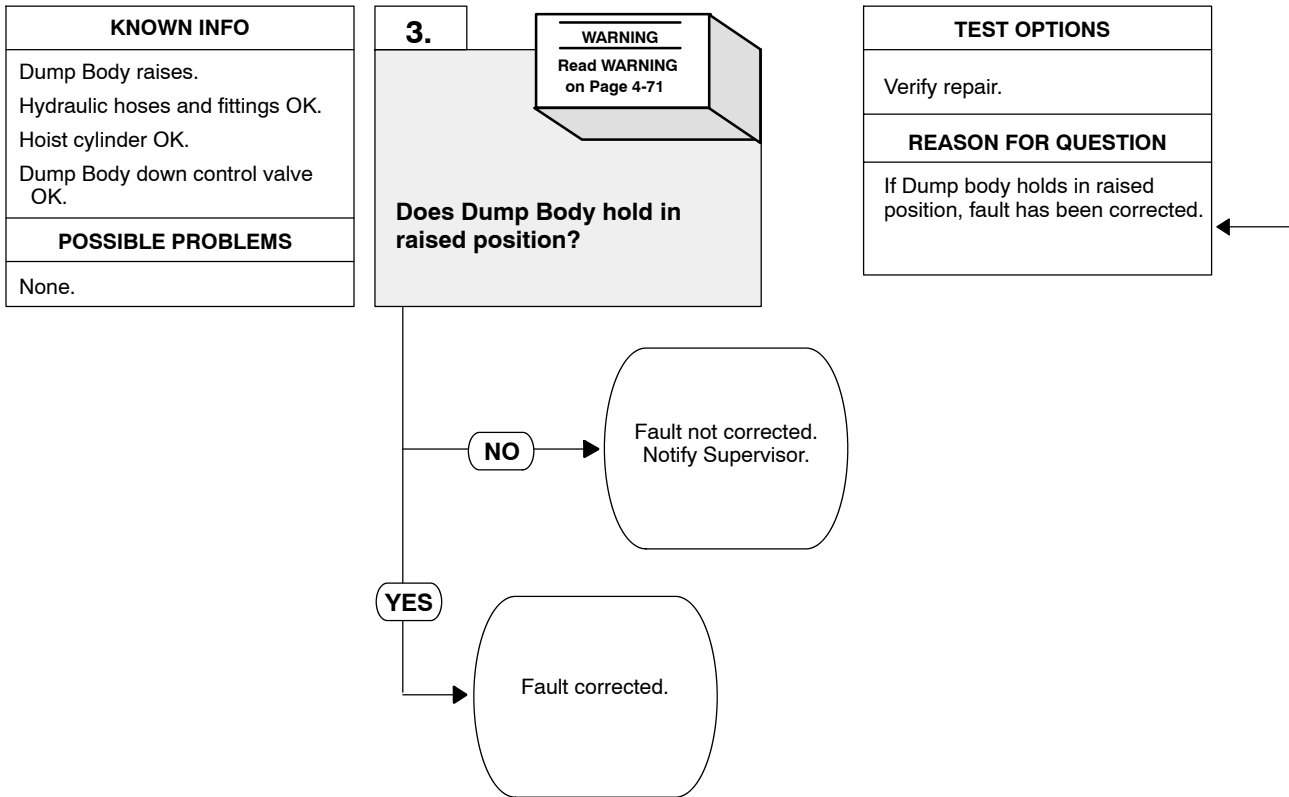 KNOWN INFO
Dump Body raises.
Hydraulic hoses and fittings OK.
Hoist cylinder OK.
Dump Body down control valve
OK.
POSSIBLE PROBLEMS
None.
3.
WARNING
Read WARNING
on Page 4-71
Does Dump Body hold in
raised position?
TEST OPTIONS
Verify repair.
REASON FOR QUESTION
If Dump body holds in raised
position, fault has been corrected.
NO
Fault not corrected.
Notify Supervisor.
YES
Fault corrected.